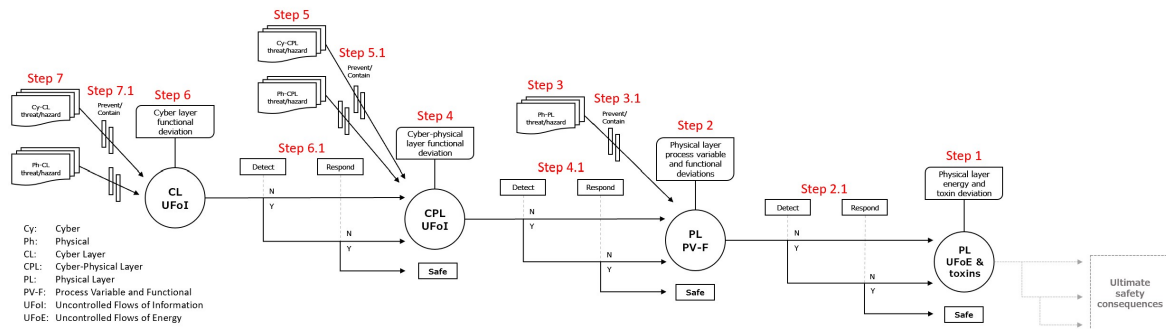 Step 7
Cy-CL
threat/hazard
Ph-CL
threat/hazard
Step 7.1
Prevent/
Contain
Step 6
Cyber layer
functional
deviation
CL
UFoI
Step 6.1
Detect
Respond
N
Y
N
Y
Safe
Step 5
Cy-CPL
threat/hazard
Ph-CPL
threat/hazard
Step 5.1
Prevent/
Contain
Step 4
Cyber-physical
layer functional
deviation
CPL
UFoI
Step 4.1
Detect
Respond
N
Y
N
Y
Safe
Step 3
Ph-PL
threat/hazard
Step 3.1
Prevent/
Contain
Step 2
Physical layer
process variable
and functional
deviations
PL
PV-F
Step 2.1
Detect
Respond
N
Y
N
Y
Safe
Step 1
Physical layer
energy and
toxin deviation
PL
UFoE &
toxins
Ultimate
safety
consequences
Cy: Cyber
Ph: Physical
CL: Cyber Layer
CPL: Cyber-Physical Layer
PL: Physical Layer
PV-F: Process Variable and Functional
UFoI: Uncontrolled Flows of Information
UFoE: Uncontrolled Flows of Energy